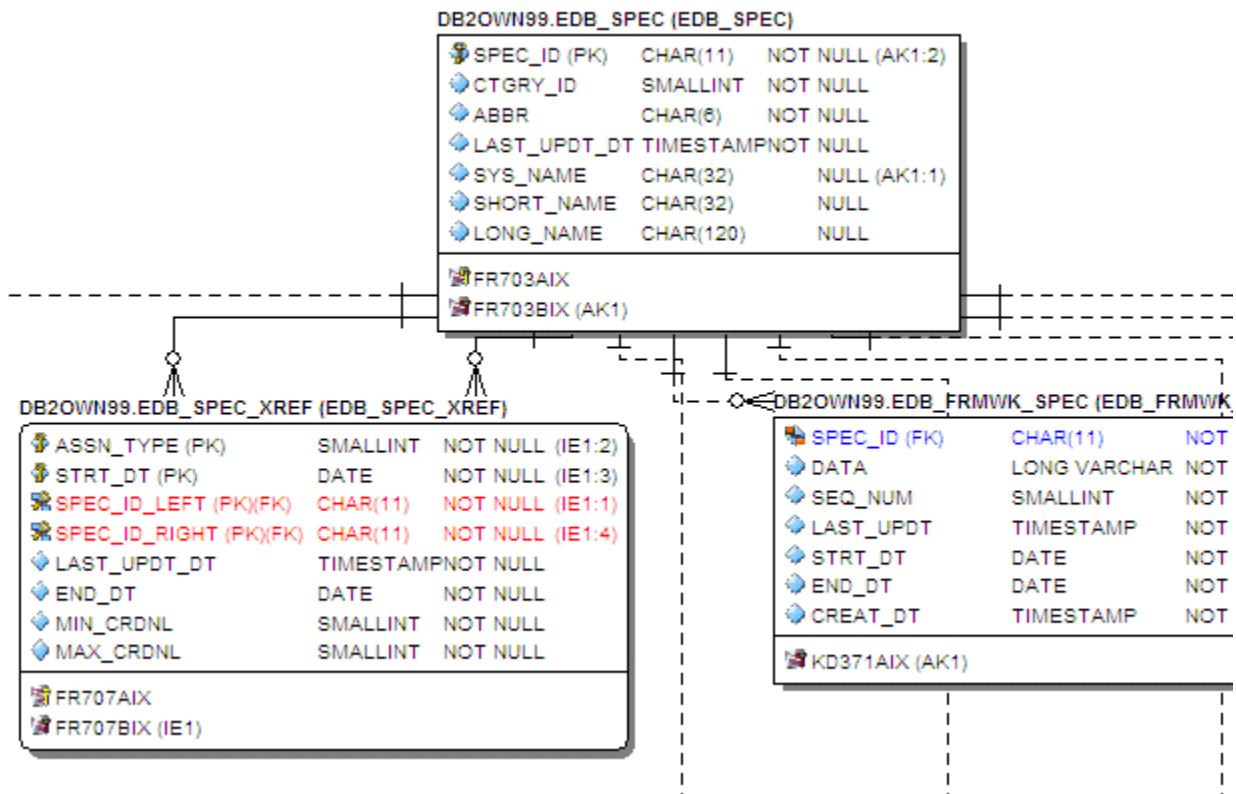 DB2OWN99.EDB_SPEC (EDB_SPEC)
SPEC_ID (PK) CHAR(11) NOT NULL (AK1:2)
CTGRY_ID SMALLINT NOT NULL
ABBR CHAR(6) NOT NULL
LAST_UPDT_DT TIMESTAMPNOT NULL
SYS_NAME CHAR(32) NULL (AK1:1)
SHORT_NAME CHAR(32) NULL
LONG_NAME CHAR(120) NULL
FR703AIX
FR703BIX (AK1)
DB2OWN99.EDB_SPEC_XREF (EDB_SPEC_XREF)
ASSN_TYPE (PK) SMALLINT NOT NULL (IE1:2)
STRT_DT (PK) DATE NOT NULL (IE1:3)
SPEC_ID_LEFT (PK)(FK) CHAR(11) NOT NULL (IE1:1)
SPEC_ID_RIGHT (PK)(FK) CHAR(11) NOT NULL (IE1:4)
LAST_UPDT_DT TIMESTAMPNOT NULL
END_DT DATE NOT NULL
MIN_CRDNL SMALLINT NOT NULL
MAX_CRDNL SMALLINT NOT NULL
FR707AIX
FR707BIX (IE1)
DB2OWN99.EDB_FRMWK_SPEC (EDB_FRMWK_
SPEC_ID (FK) CHAR(11) NOT
DATA LONG VARCHAR NOT
SEQ_NUM SMALLINT NOT
LAST_UPDT TIMESTAMP NOT
STRT_DT DATE NOT
END_DT DATE NOT
CREAT_DT TIMESTAMP NOT
KD371AIX (AK1)